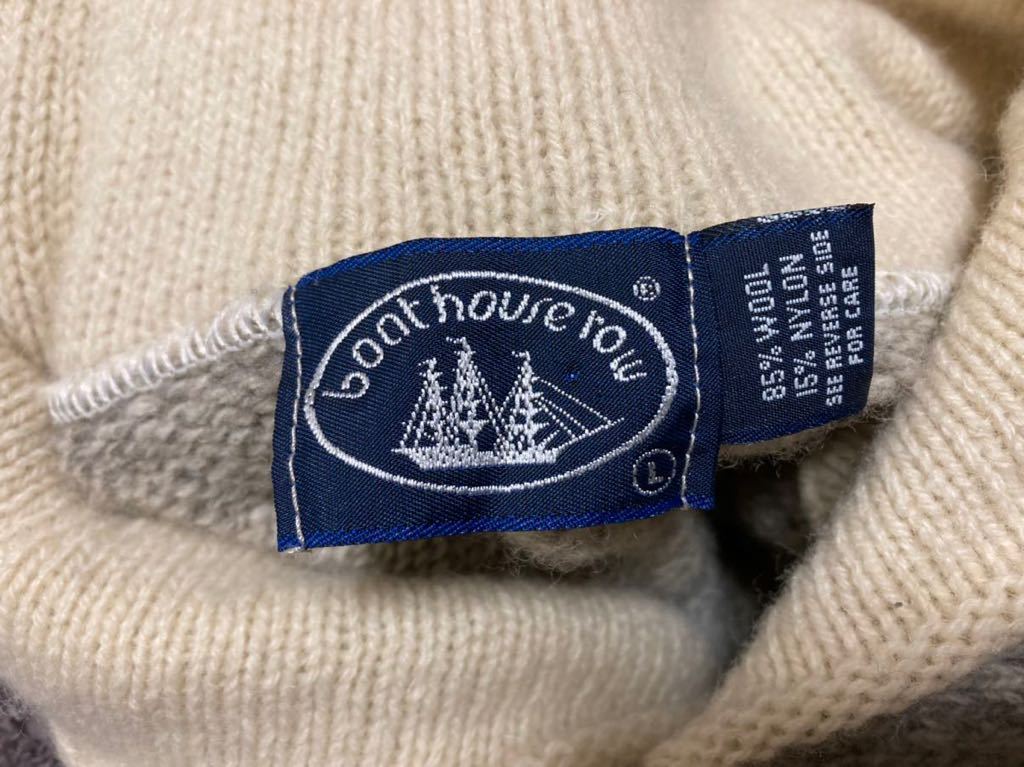 boat house row
®
L
85% WOOL
15% NYLON
SEE REVERSE SIDE
FOR CARE